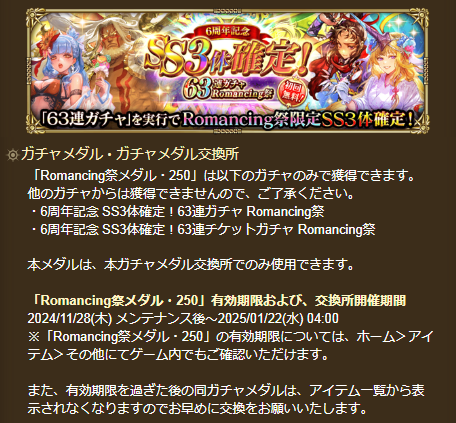 6周年記念
SS3体確定!
63連ガチャ
Romancing祭
初回無料!
「63連ガチャ」を実行でRomancing祭限定SS3体確定!
ガチャメダル・ガチャメダル交換所
「Romancing祭メダル・250」は以下のガチャのみで獲得できます。
他のガチャからは獲得できませんので、ご了承ください。
・6周年記念 SS3体確定！63連ガチャ Romancing祭
・6周年記念 SS3体確定！63連チケットガチャ Romancing祭
本メダルは、本ガチャメダル交換所でのみ使用できます。
「Romancing祭メダル・250」有効期限および、交換所開催期間
2024/11/28(木) メンテナンス後～2025/01/22(水) 04:00
※「Romancing祭メダル・250」の有効期限については、ホーム＞アイ
テム＞その他にてゲーム内でもご確認いただけます。
また、有効期限を過ぎた後の同ガチャメダルは、アイテム一覧から表
示されなくなりますのでお早めに交換をお願いいたします。